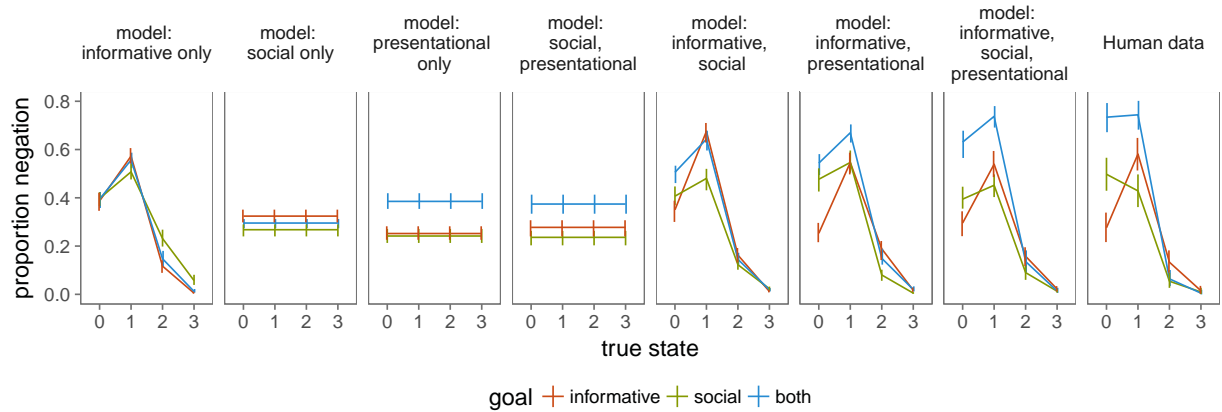 model:
informative only
model:
social only
model:
presentational
only
model:
social,
presentational
model:
informative,
social
model:
informative,
presentational
model:
informative,
social,
presentational
Human data
proportion negation
0.8
0.6
0.4
0.2
0.0
0 1 2 3 0 1 2 3 0 1 2 3 0 1 2 3 0 1 2 3 0 1 2 3 0 1 2 3 0 1 2 3
true state
goal informative social both